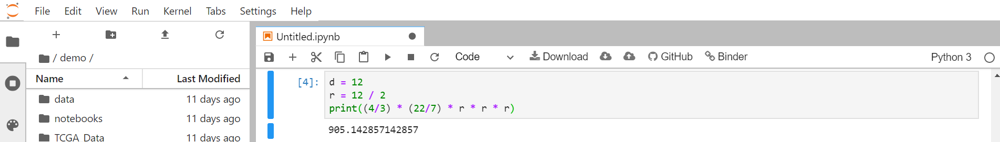 File Edit View Run Kernel Tabs Settings Help
Untitled.ipynb
/ demo /
Code Download GitHub Binder Python 3
Name Last Modified
data 11 days ago
notebooks 11 days ago
TCGA_Data 11 days ago
[4]: d = 12
r = 12 / 2
print((4/3) * (22/7) * r * r * r)
905.142857142857